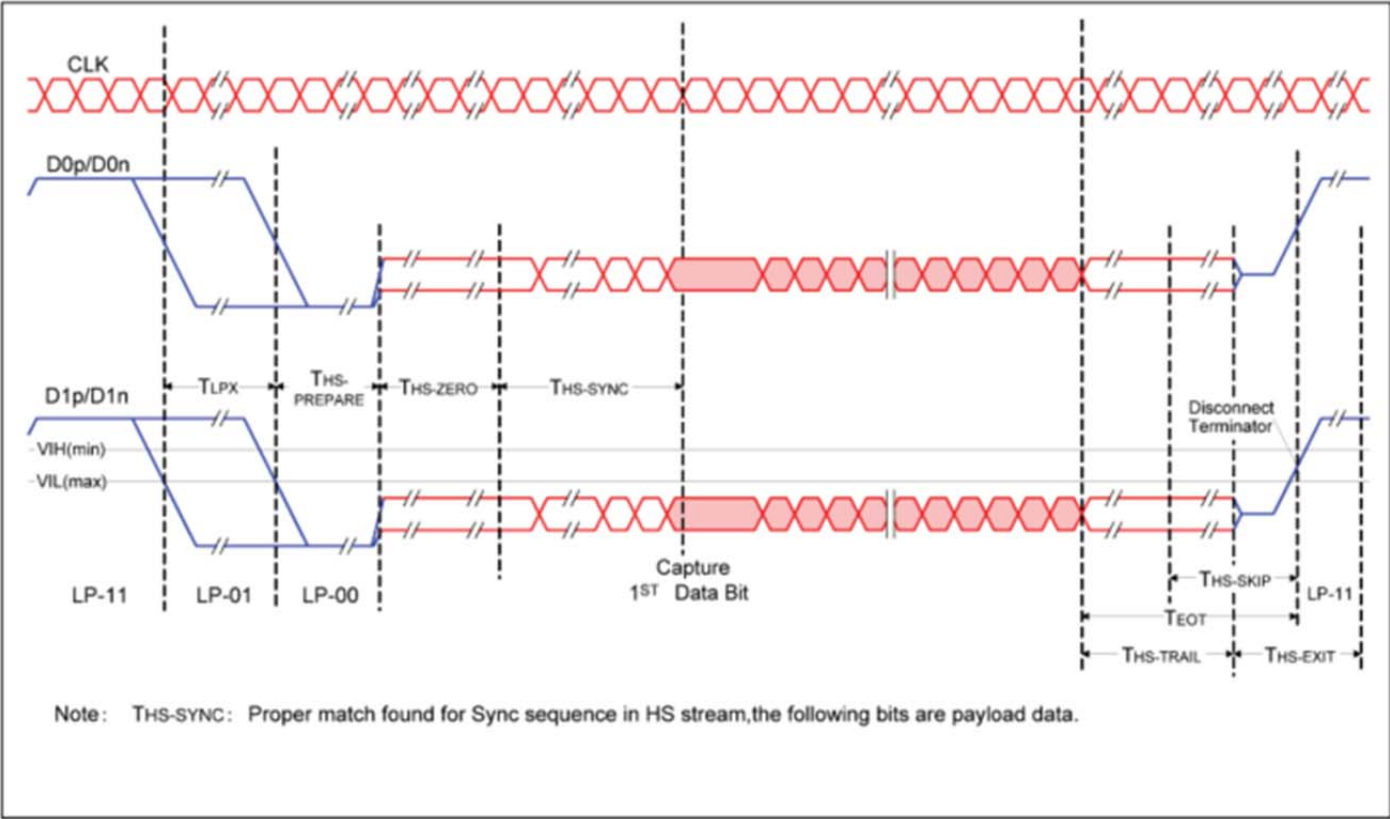 CLK
D0p/D0n
TLPX
THS-
PREPARE
THS-ZERO
THS-SYNC
D1p/D1n
Disconnect
Terminator
VIH(min)
VIL(max)
Capture
1ST Data Bit
THS-SKIP
LP-11
LP-01
LP-00
LP-11
TEOT
THS-TRAIL
THS-EXIT
Note: THS-SYNC: Proper match found for Sync sequence in HS stream,the following bits are payload data.